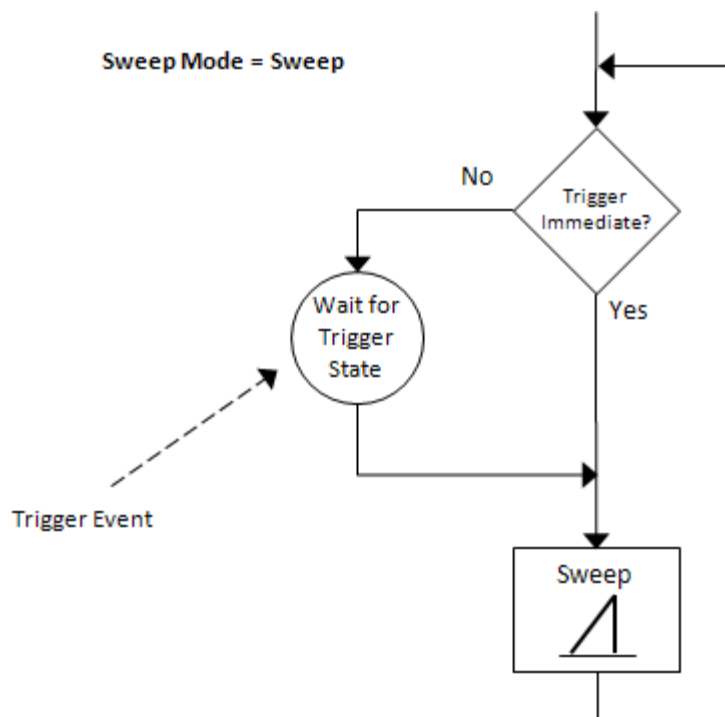 Sweep Mode = Sweep
No
Trigger
Immediate?
Wait for
Trigger
State
Yes
Trigger Event
Sweep